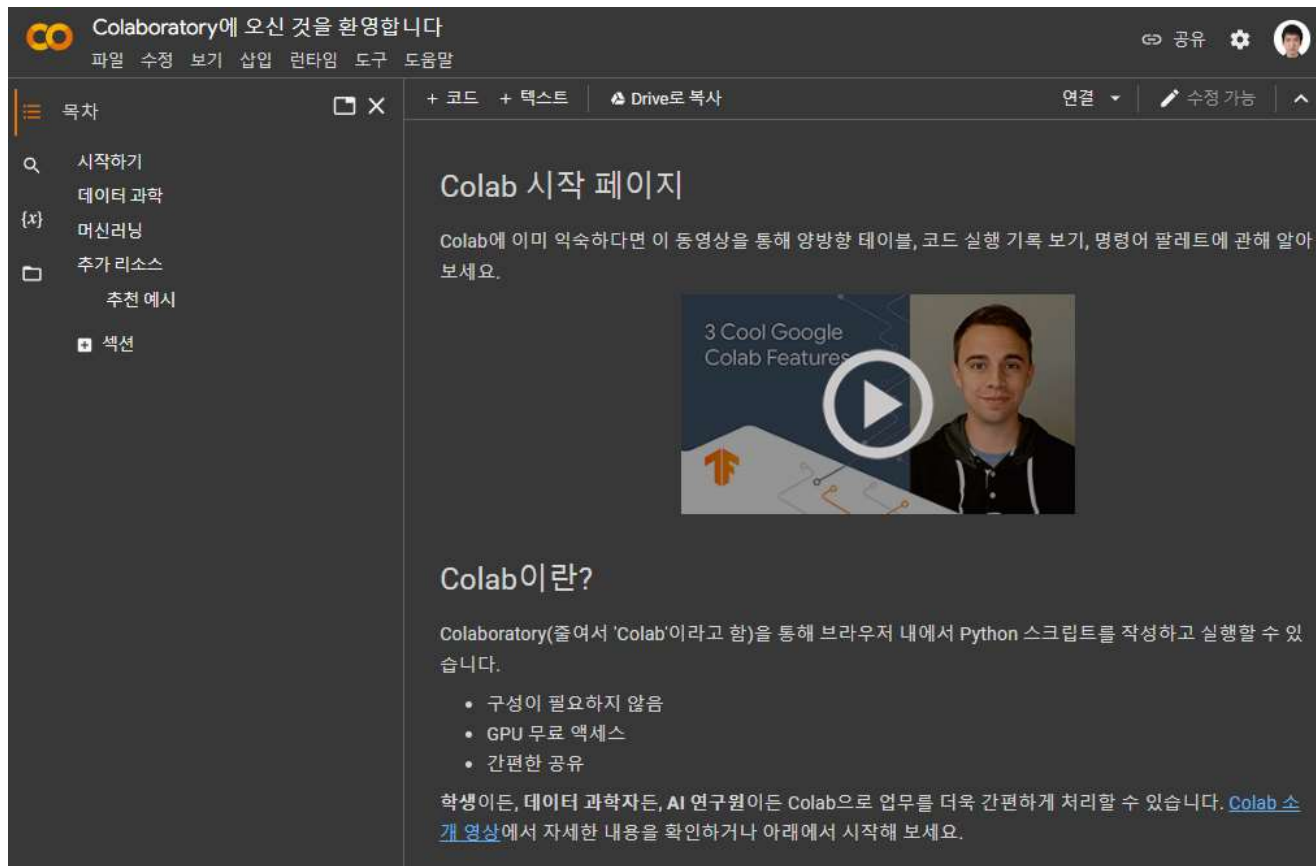 Colaboratory에 오신 것을 환영합니다
파일 수정 보기 삽입 런타임 도구 도움말
공유
목차
시작하기
데이터 과학
머신러닝
추가 리소스
추천 예시
섹션
{x}
+ 코드 + 텍스트 Drive로 복사 연결 수정 가능
Colab 시작 페이지
Colab에 이미 익숙하다면 이 동영상을 통해 양방향 테이블, 코드 실행 기록 보기, 명령어 팔레트에 관해 알아
보세요.
3 Cool Google
Colab Features
Colab이란?
Colaboratory(줄여서 'Colab'이라고 함)을 통해 브라우저 내에서 Python 스크립트를 작성하고 실행할 수 있
습니다.
• 구성이 필요하지 않음
• GPU 무료 액세스
• 간편한 공유
학생이든, 데이터 과학자든, AI 연구원이든 Colab으로 업무를 더욱 간편하게 처리할 수 있습니다. Colab 소
개 영상에서 자세한 내용을 확인하거나 아래에서 시작해 보세요.